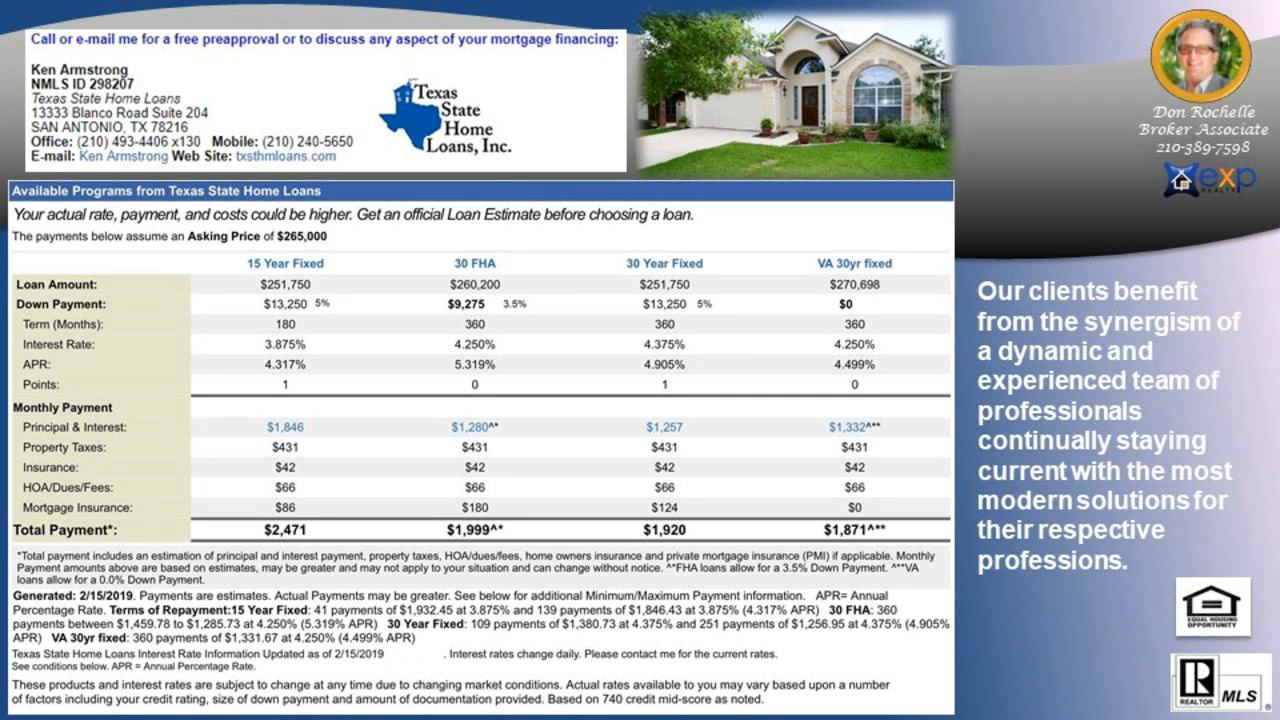 Call or e-mail me for a free preapproval or to discuss any aspect of your mortgage financing:
Ken Armstrong
NMLS ID 298207
Texas State Home Loans
13333 Blanco Road Suite 204
SAN ANTONIO, TX 78216
Office: (210) 493-4406 x130 Mobile: (210) 240-5650
E-mail: Ken Armstrong Web Site: txsthmloans.com
Texas
State
Home
Loans, Inc.
Don Rochelle
Broker Associate
210-389-7598
exp
REALTY
Available Programs from Texas State Home Loans
Your actual rate, payment, and costs could be higher. Get an official Loan Estimate before choosing a loan.
The payments below assume an Asking Price of $265,000
15 Year Fixed 30 FHA 30 Year Fixed VA 30yr fixed
Loan Amount: $251,750 $260,200 $251,750 $270,698
Down Payment: $13,250 5% $9,275 3.5% $13,250 5% $0
Term (Months): 180 360 360 360
Interest Rate: 3.875% 4.250% 4.375% 4.250%
APR: 4.317% 5.319% 4.905% 4.499%
Points: 1 0 1 0
Monthly Payment
Principal & Interest: $1,846 $1,280^* $1,257 $1,332^**
Property Taxes: $431 $431 $431 $431
Insurance: $42 $42 $42 $42
HOA/Dues/Fees: $66 $66 $66 $66
Mortgage Insurance: $86 $180 $124 $0
Total Payment*: $2,471 $1,999^* $1,920 $1,871^**
*Total payment includes an estimation of principal and interest payment, property taxes, HOA/dues/fees, home owners insurance and private mortgage insurance (PMI) if applicable. Monthly
Payment amounts above are based on estimates, may be greater and may not apply to your situation and can change without notice. ^*FHA loans allow for a 3.5% Down Payment. ^**VA
loans allow for a 0.0% Down Payment.
Generated: 2/15/2019. Payments are estimates. Actual Payments may be greater. See below for additional Minimum/Maximum Payment information. APR= Annual
Percentage Rate. Terms of Repayment:15 Year Fixed: 41 payments of $1,932.45 at 3.875% and 139 payments of $1,846.43 at 3.875% (4.317% APR) 30 FHA: 360
payments between $1,459.78 to $1,285.73 at 4.250% (5.319% APR) 30 Year Fixed: 109 payments of $1,380.73 at 4.375% and 251 payments of $1,256.95 at 4.375% (4.905%
APR) VA 30yr fixed: 360 payments of $1,331.67 at 4.250% (4.499% APR)
Texas State Home Loans Interest Rate Information Updated as of 2/15/2019 . Interest rates change daily. Please contact me for the current rates.
See conditions below. APR = Annual Percentage Rate.
These products and interest rates are subject to change at any time due to changing market conditions. Actual rates available to you may vary based upon a number
of factors including your credit rating, size of down payment and amount of documentation provided. Based on 740 credit mid-score as noted.
Our clients benefit
from the synergism of
a dynamic and
experienced team of
professionals
continually staying
current with the most
modern solutions for
their respective
professions.
EQUAL HOUSING
OPPORTUNITY
R
REALTOR MLS ®